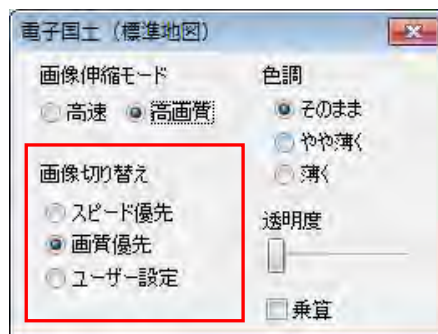 電子国土（標準地図）
画像伸縮モード
高速 高画質
画像切り替え
スピード優先
画質優先
ユーザー設定
色調
そのまま
やや薄く
薄く
透明度
乗算